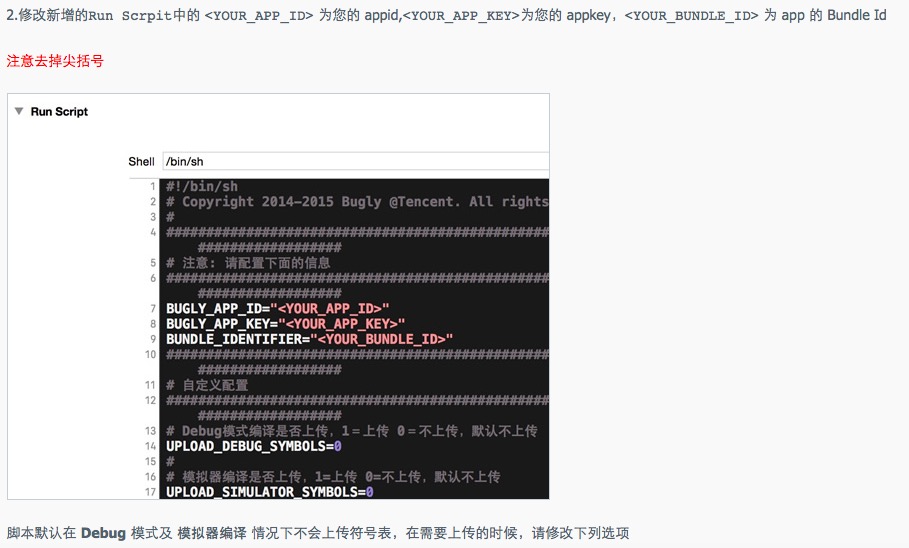 2.修改新增的Run Scrpit中的 <YOUR_APP_ID> 为您的 appid,<YOUR_APP_KEY>为您的 appkey，<YOUR_BUNDLE_ID> 为 app 的 Bundle Id
注意去掉尖括号
Run Script
Shell /bin/sh
1 #!/bin/sh
2 # Copyright 2014-2015 Bugly @Tencent. All rights
3 #
4 ################################################
##################
5 # 注意: 请配置下面的信息
6 ################################################
##################
7 BUGLY_APP_ID="<YOUR_APP_ID>"
8 BUGLY_APP_KEY="<YOUR_APP_KEY>"
9 BUNDLE_IDENTIFIER="<YOUR_BUNDLE_ID>"
10 ################################################
##################
11 # 自定义配置
12 ################################################
##################
13 # Debug模式编译是否上传，1＝上传 0＝不上传，默认不上传
14 UPLOAD_DEBUG_SYMBOLS=0
15 #
16 # 模拟器编译是否上传，1=上传 0=不上传，默认不上传
17 UPLOAD_SIMULATOR_SYMBOLS=0
脚本默认在 Debug 模式及 模拟器编译 情况下不会上传符号表，在需要上传的时候，请修改下列选项